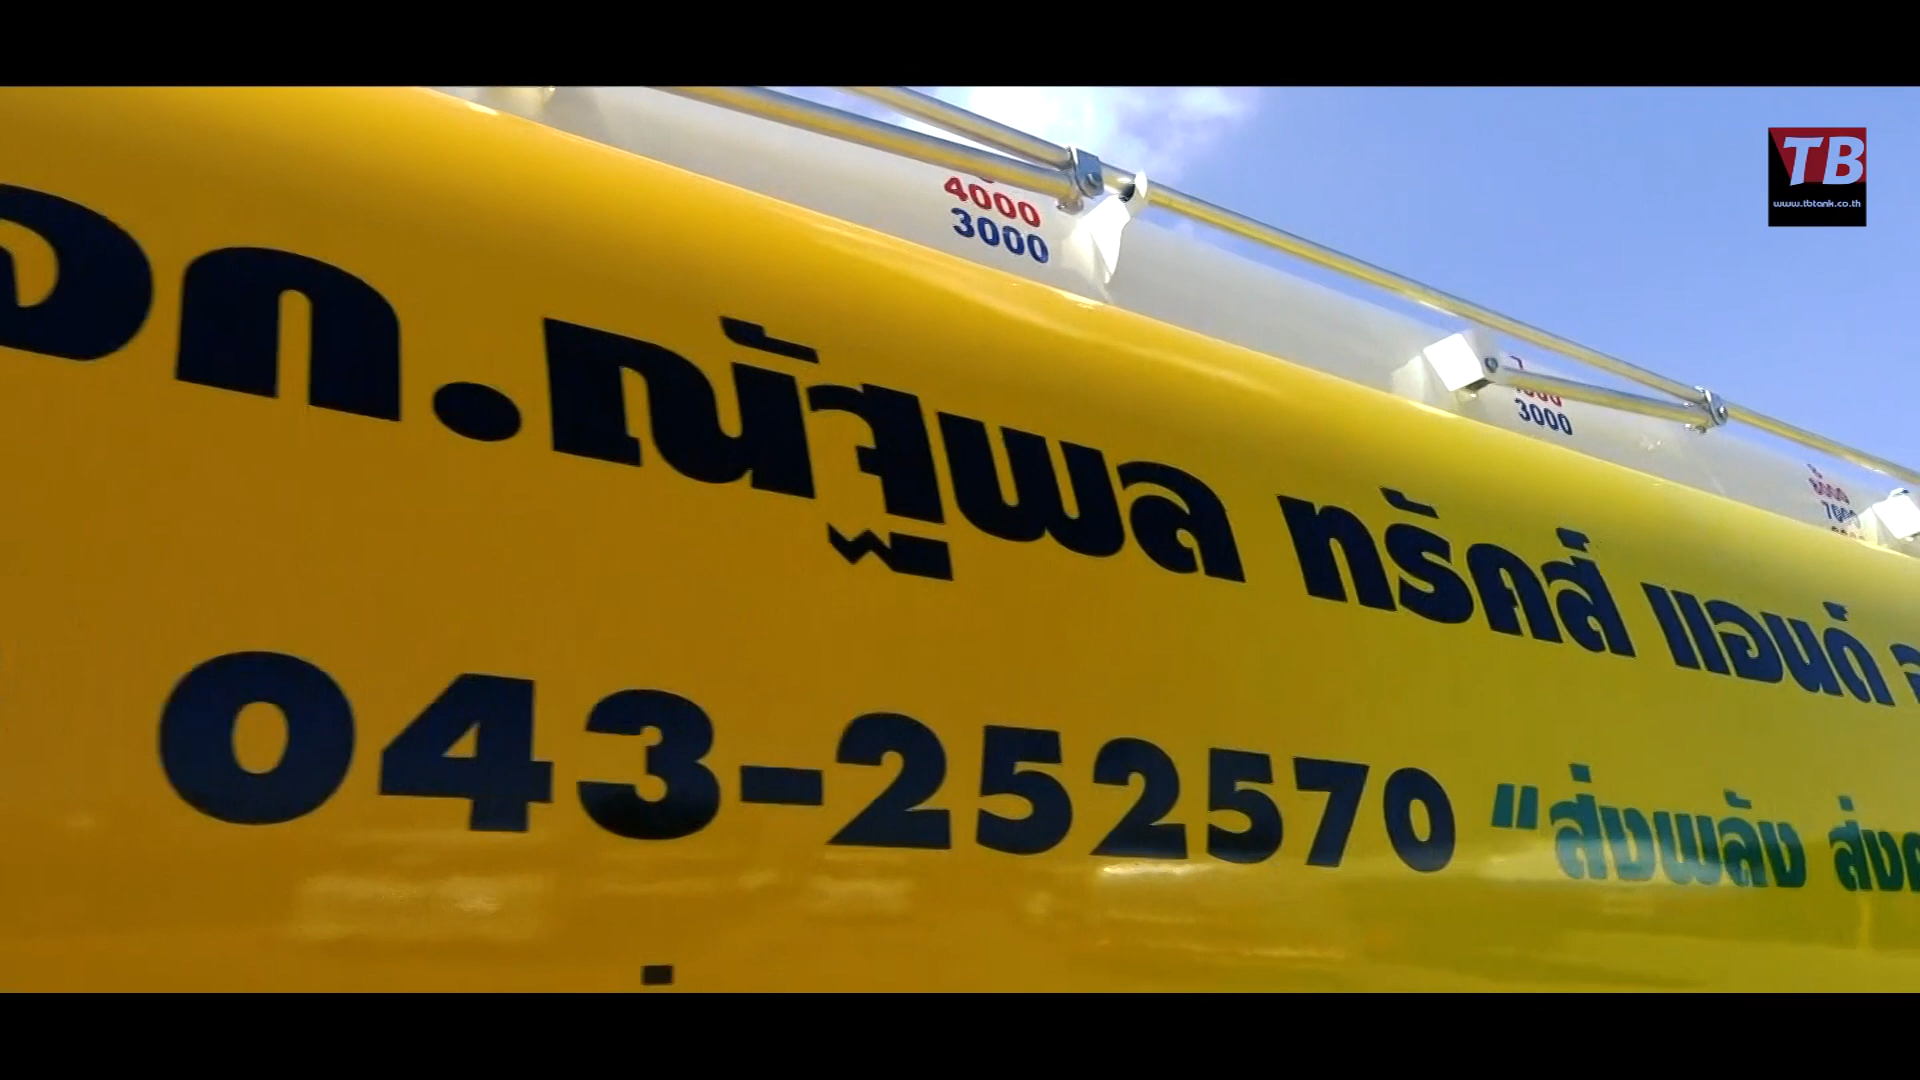 TB
www.tbtank.co.th
4000
3000
3000
หจก.ณัฐพล ทรัคส์ แอนด์
043-252570 "ส่งพลัง